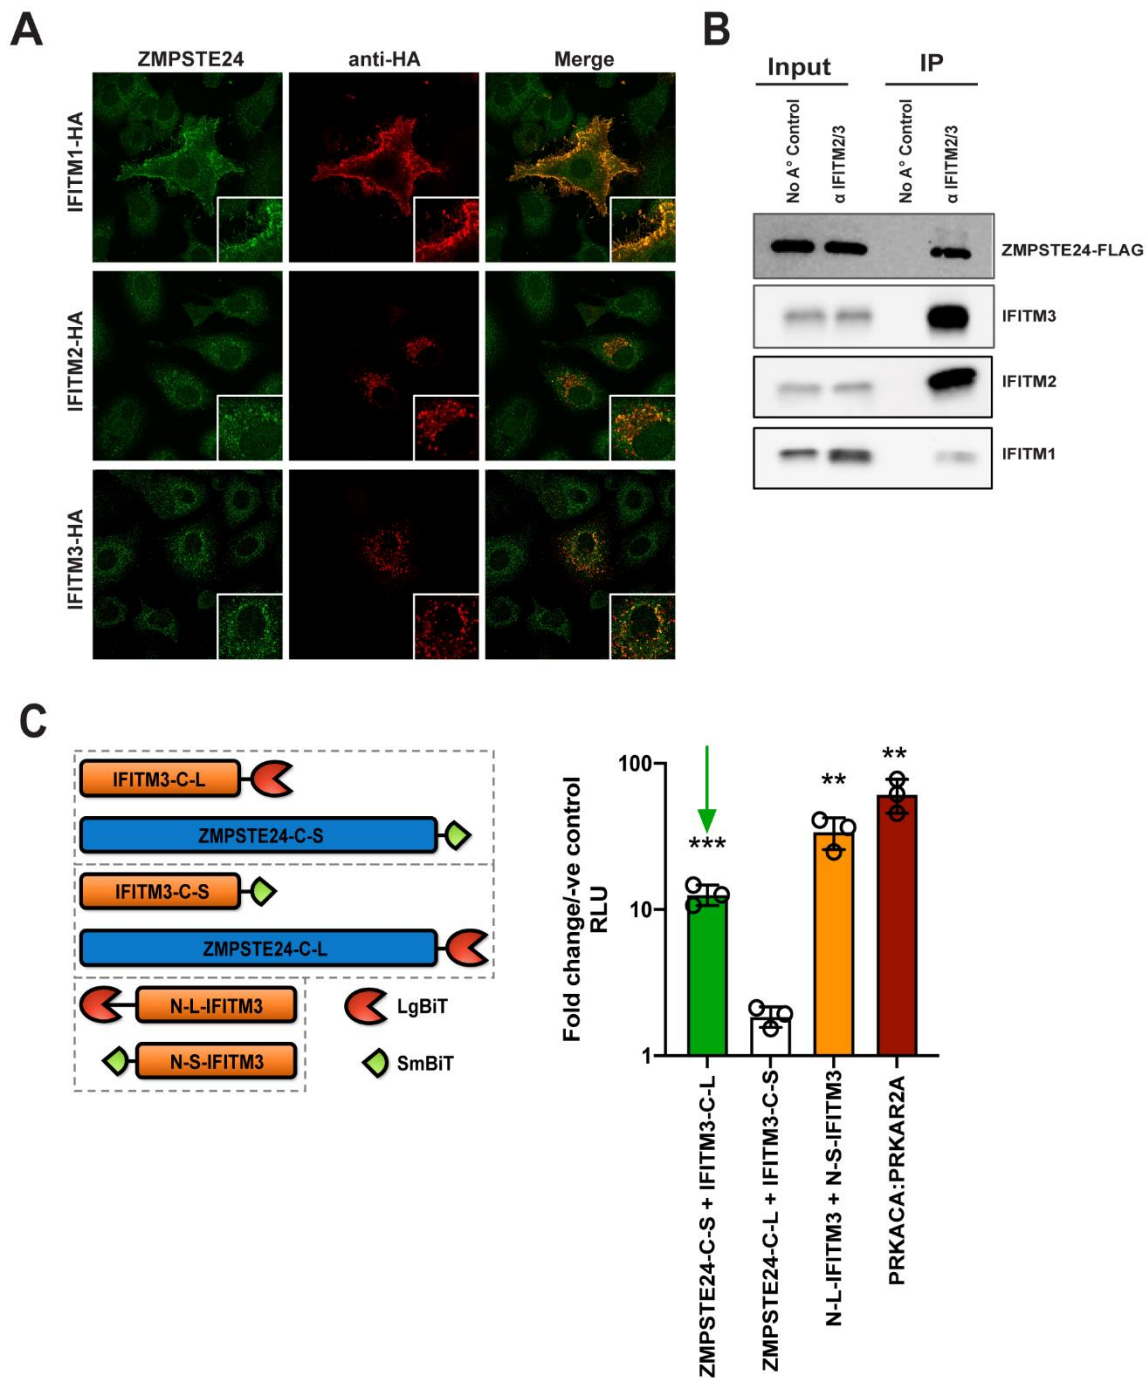 A
ZMPSTE24
anti-HA
Merge
IFITM1-HA
IFITM2-HA
IFITM3-HA
B
Input
IP
No A° Control
α IFITM2/3
No A° Control
α IFITM2/3
ZMPSTE24-FLAG
IFITM3
IFITM2
IFITM1
C
IFITM3-C-L
ZMPSTE24-C-S
IFITM3-C-S
ZMPSTE24-C-L
N-L-IFITM3
N-S-IFITM3
LgBiT
SmBiT
Fold change/-ve control
RLU
100
10
1
***
**
**
ZMPSTE24-C-S + IFITM3-C-L
ZMPSTE24-C-L + IFITM3-C-S
N-L-IFITM3 + N-S-IFITM3
PRKACA:PRKAR2A